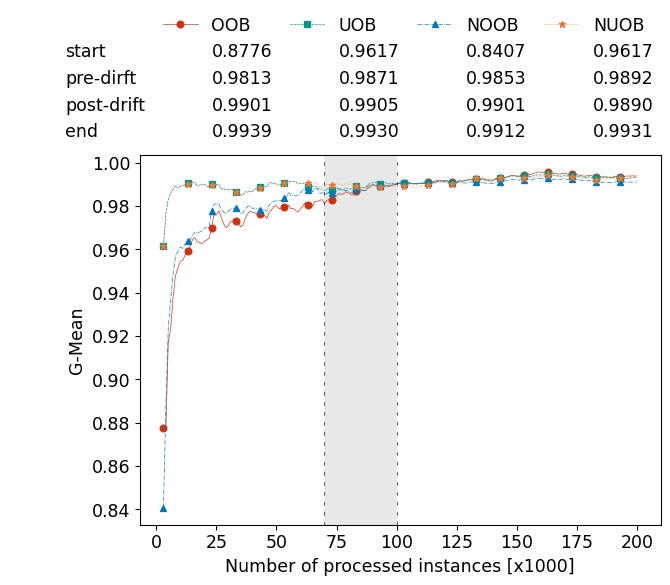 OOB UOB NOOB NUOB
start 0.8776 0.9617 0.8407 0.9617
pre-dirft 0.9813 0.9871 0.9853 0.9892
post-drift 0.9901 0.9905 0.9901 0.9890
end 0.9939 0.9930 0.9912 0.9931
1.00
0.98
0.96
0.94
0.92
0.90
0.88
0.86
0.84
G-Mean
0 25 50 75 100 125 150 175 200
Number of processed instances [x1000]